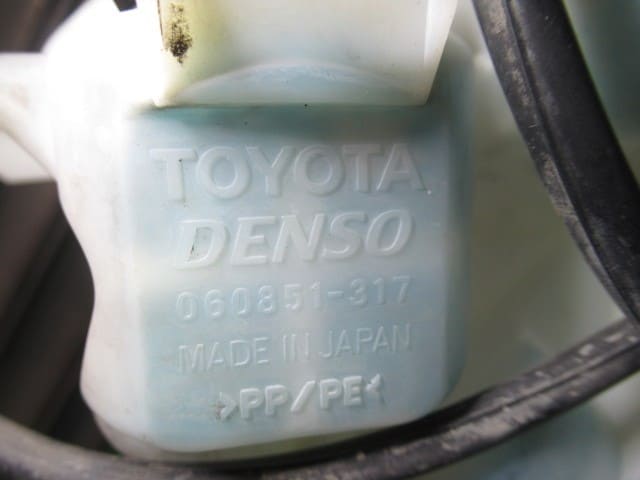 TOYOTA
DENSO
060851-317
MADE IN JAPAN
>PP/PE<